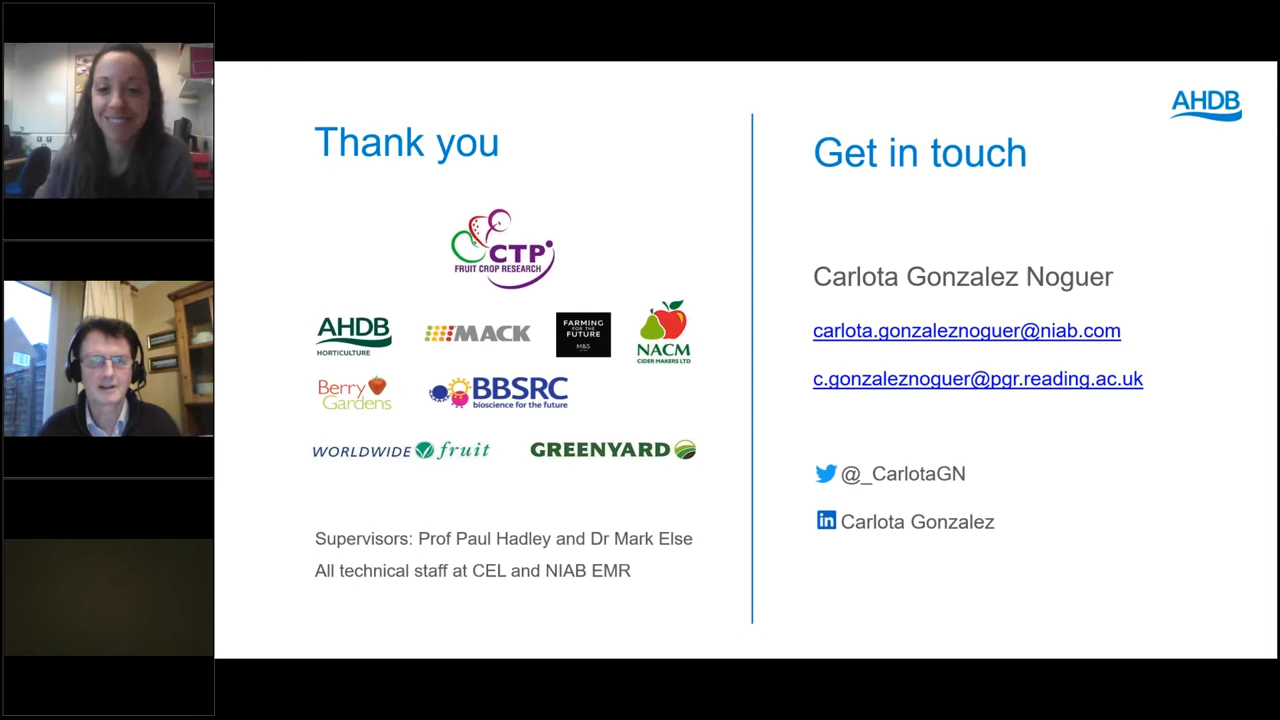 AHDB
Thank you
CTP
FRUIT CROP RESEARCH
AHDB
HORTICULTURE
MACK
FARMING
FOR THE
FUTURE
M&S
NACM
CIDER MAKERS LTD
Berry
Gardens
BBSRC
bioscience for the future
WORLDWIDE fruit
GREENYARD
Supervisors: Prof Paul Hadley and Dr Mark Else
All technical staff at CEL and NIAB EMR
Get in touch
Carlota Gonzalez Noguer
carlota.gonzaleznoguer@niab.com
c.gonzaleznoguer@pgr.reading.ac.uk
@_CarlotaGN
in Carlota Gonzalez